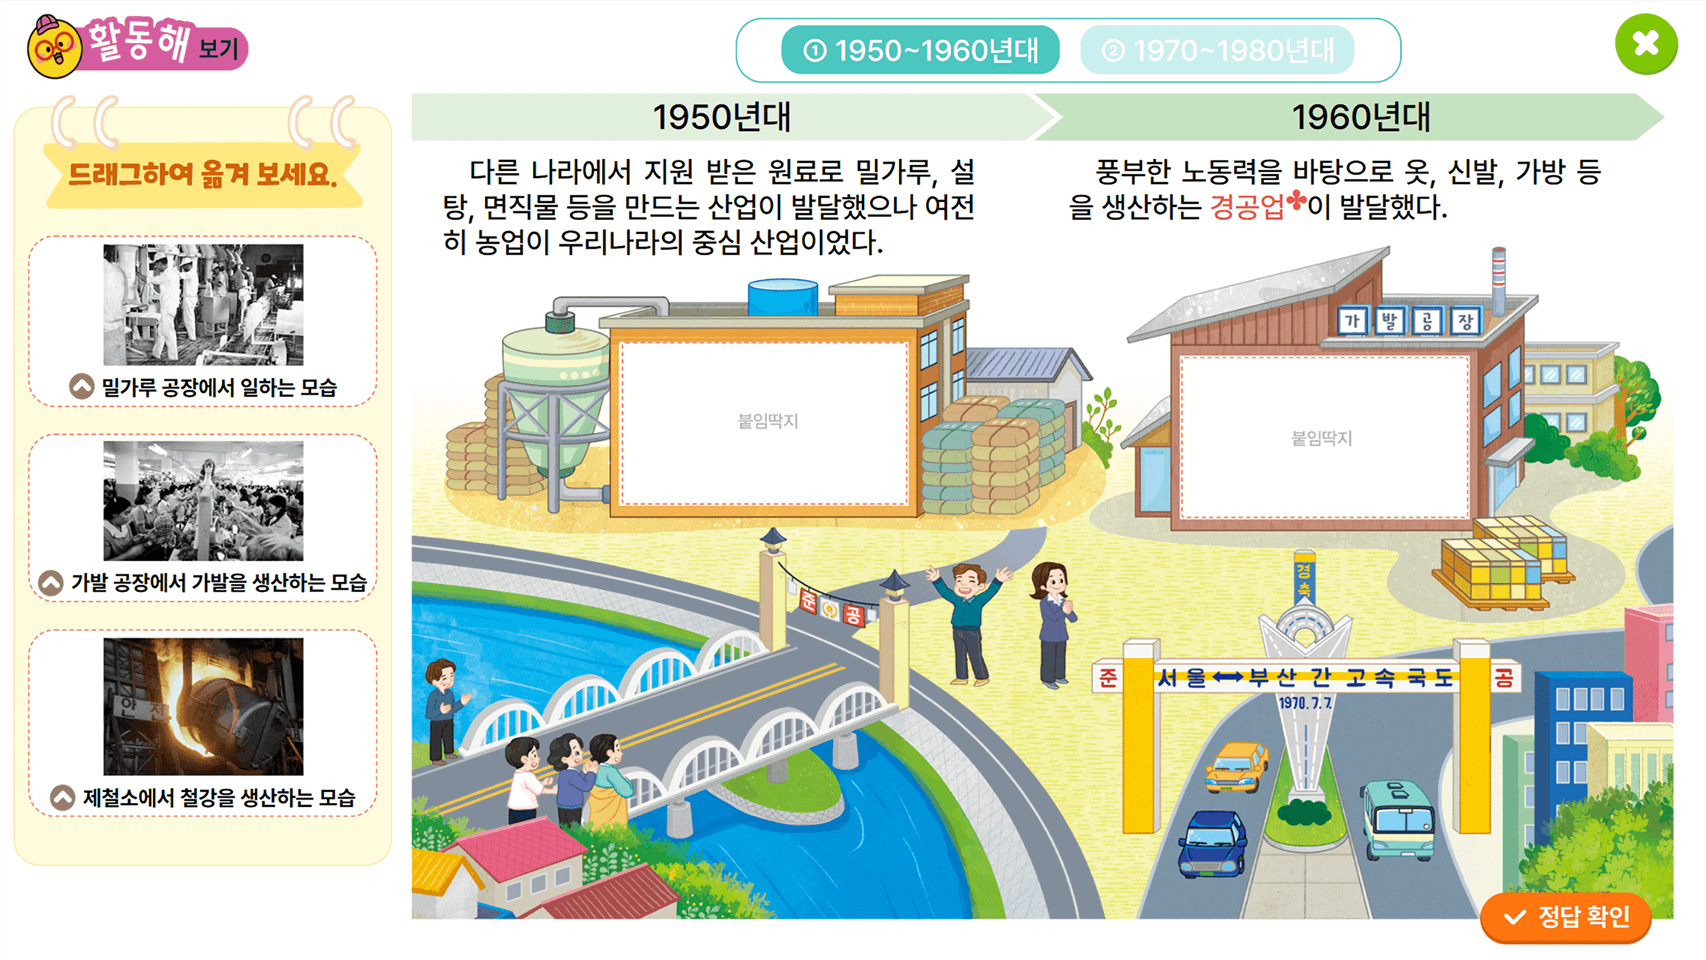 활동해 보기
① 1950~1960년대
② 1970~1980년대
드래그하여 옮겨 보세요.
안전
밀가루 공장에서 일하는 모습
가발 공장에서 가발을 생산하는 모습
제철소에서 철강을 생산하는 모습
1950년대
다른 나라에서 지원 받은 원료로 밀가루, 설
탕, 면직물 등을 만드는 산업이 발달했으나 여전
히 농업이 우리나라의 중심 산업이었다.
붙임딱지
준공
1960년대
풍부한 노동력을 바탕으로 옷, 신발, 가방 등
을 생산하는 경공업✤이 발달했다.
가발공장
붙임딱지
경축
준 서울↔부산 간 고속 국도 공
1970. 7. 7.
정답 확인